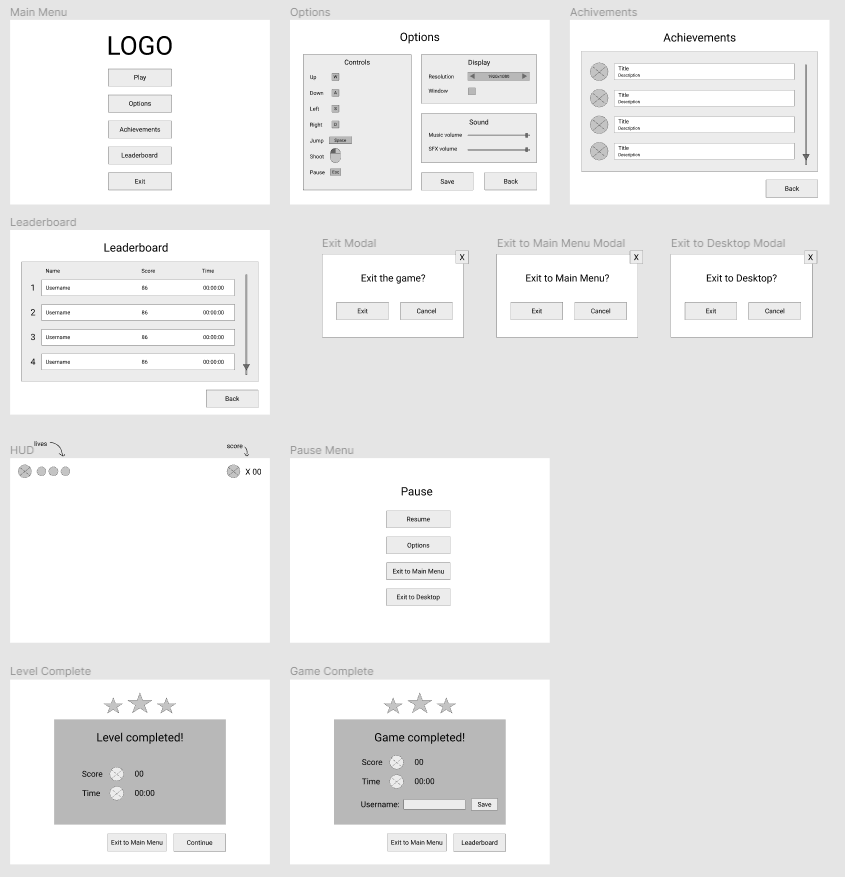 Main Menu
LOGO
Play
Options
Achievements
Leaderboard
Exit
Options
Options
Controls
Up W
Down A
Left S
Right D
Jump Space
Shoot
Pause Esc
Display
Resolution 1920x1080
Window
Sound
Music volume
SFX volume
Save Back
Achivements
Achievements
Title
Description
Title
Description
Title
Description
Title
Description
Back
Leaderboard
Leaderboard
Name Score Time
1 Username 86 00:00:00
2 Username 86 00:00:00
3 Username 86 00:00:00
4 Username 86 00:00:00
Back
Exit Modal
X
Exit the game?
Exit Cancel
Exit to Main Menu Modal
X
Exit to Main Menu?
Exit Cancel
Exit to Desktop Modal
X
Exit to Desktop?
Exit Cancel
HUD
lives
score
X 00
Pause Menu
Pause
Resume
Options
Exit to Main Menu
Exit to Desktop
Level Complete
Level completed!
Score 00
Time 00:00
Exit to Main Menu Continue
Game Complete
Game completed!
Score 00
Time 00:00
Username: Save
Exit to Main Menu Leaderboard